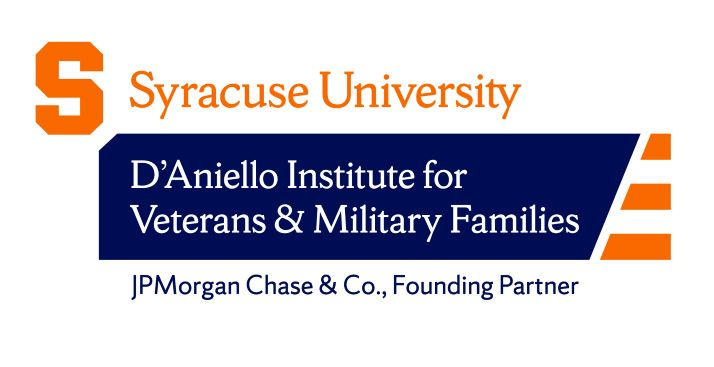 S Syracuse University
D’Aniello Institute for
Veterans & Military Families
JPMorgan Chase & Co., Founding Partner